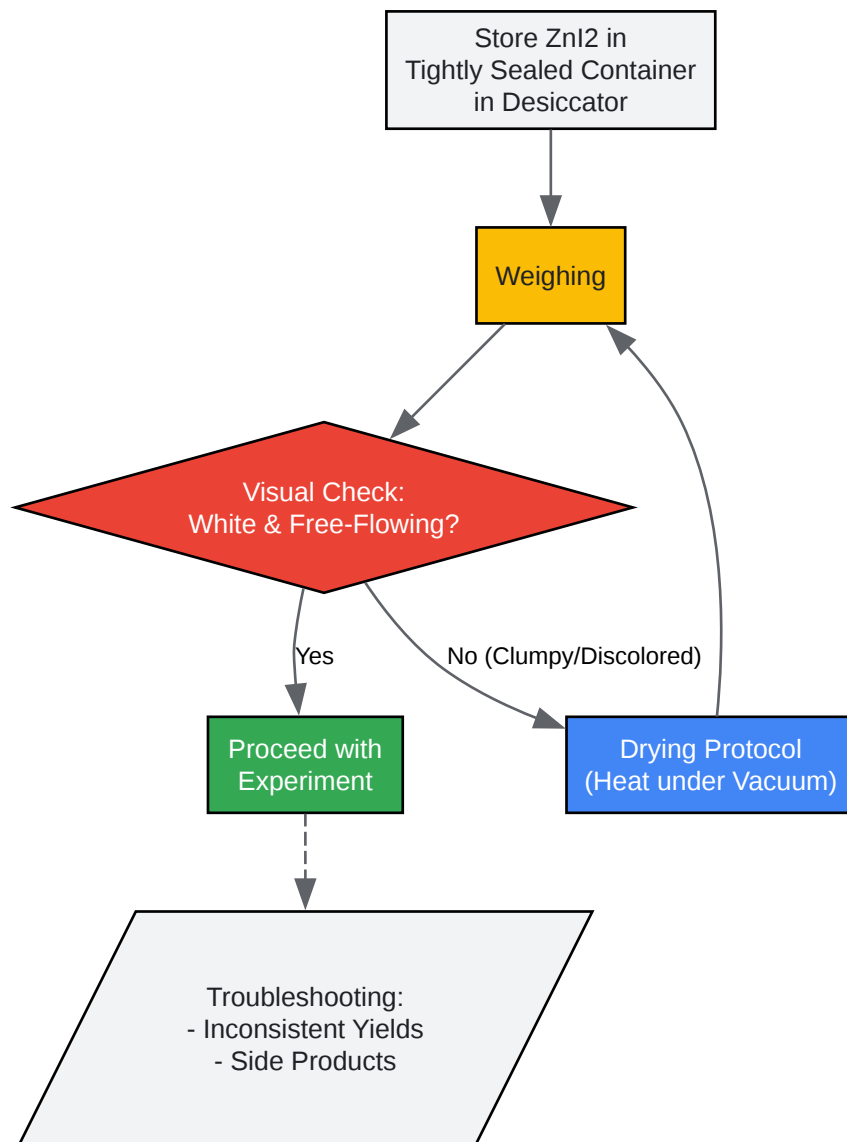 Store ZnI2 in
Tightly Sealed Container
in Desiccator
Weighing
Visual Check:
White & Free-Flowing?
Yes
No (Clumpy/Discolored)
Proceed with
Experiment
Drying Protocol
(Heat under Vacuum)
Troubleshooting:
- Inconsistent Yields
- Side Products